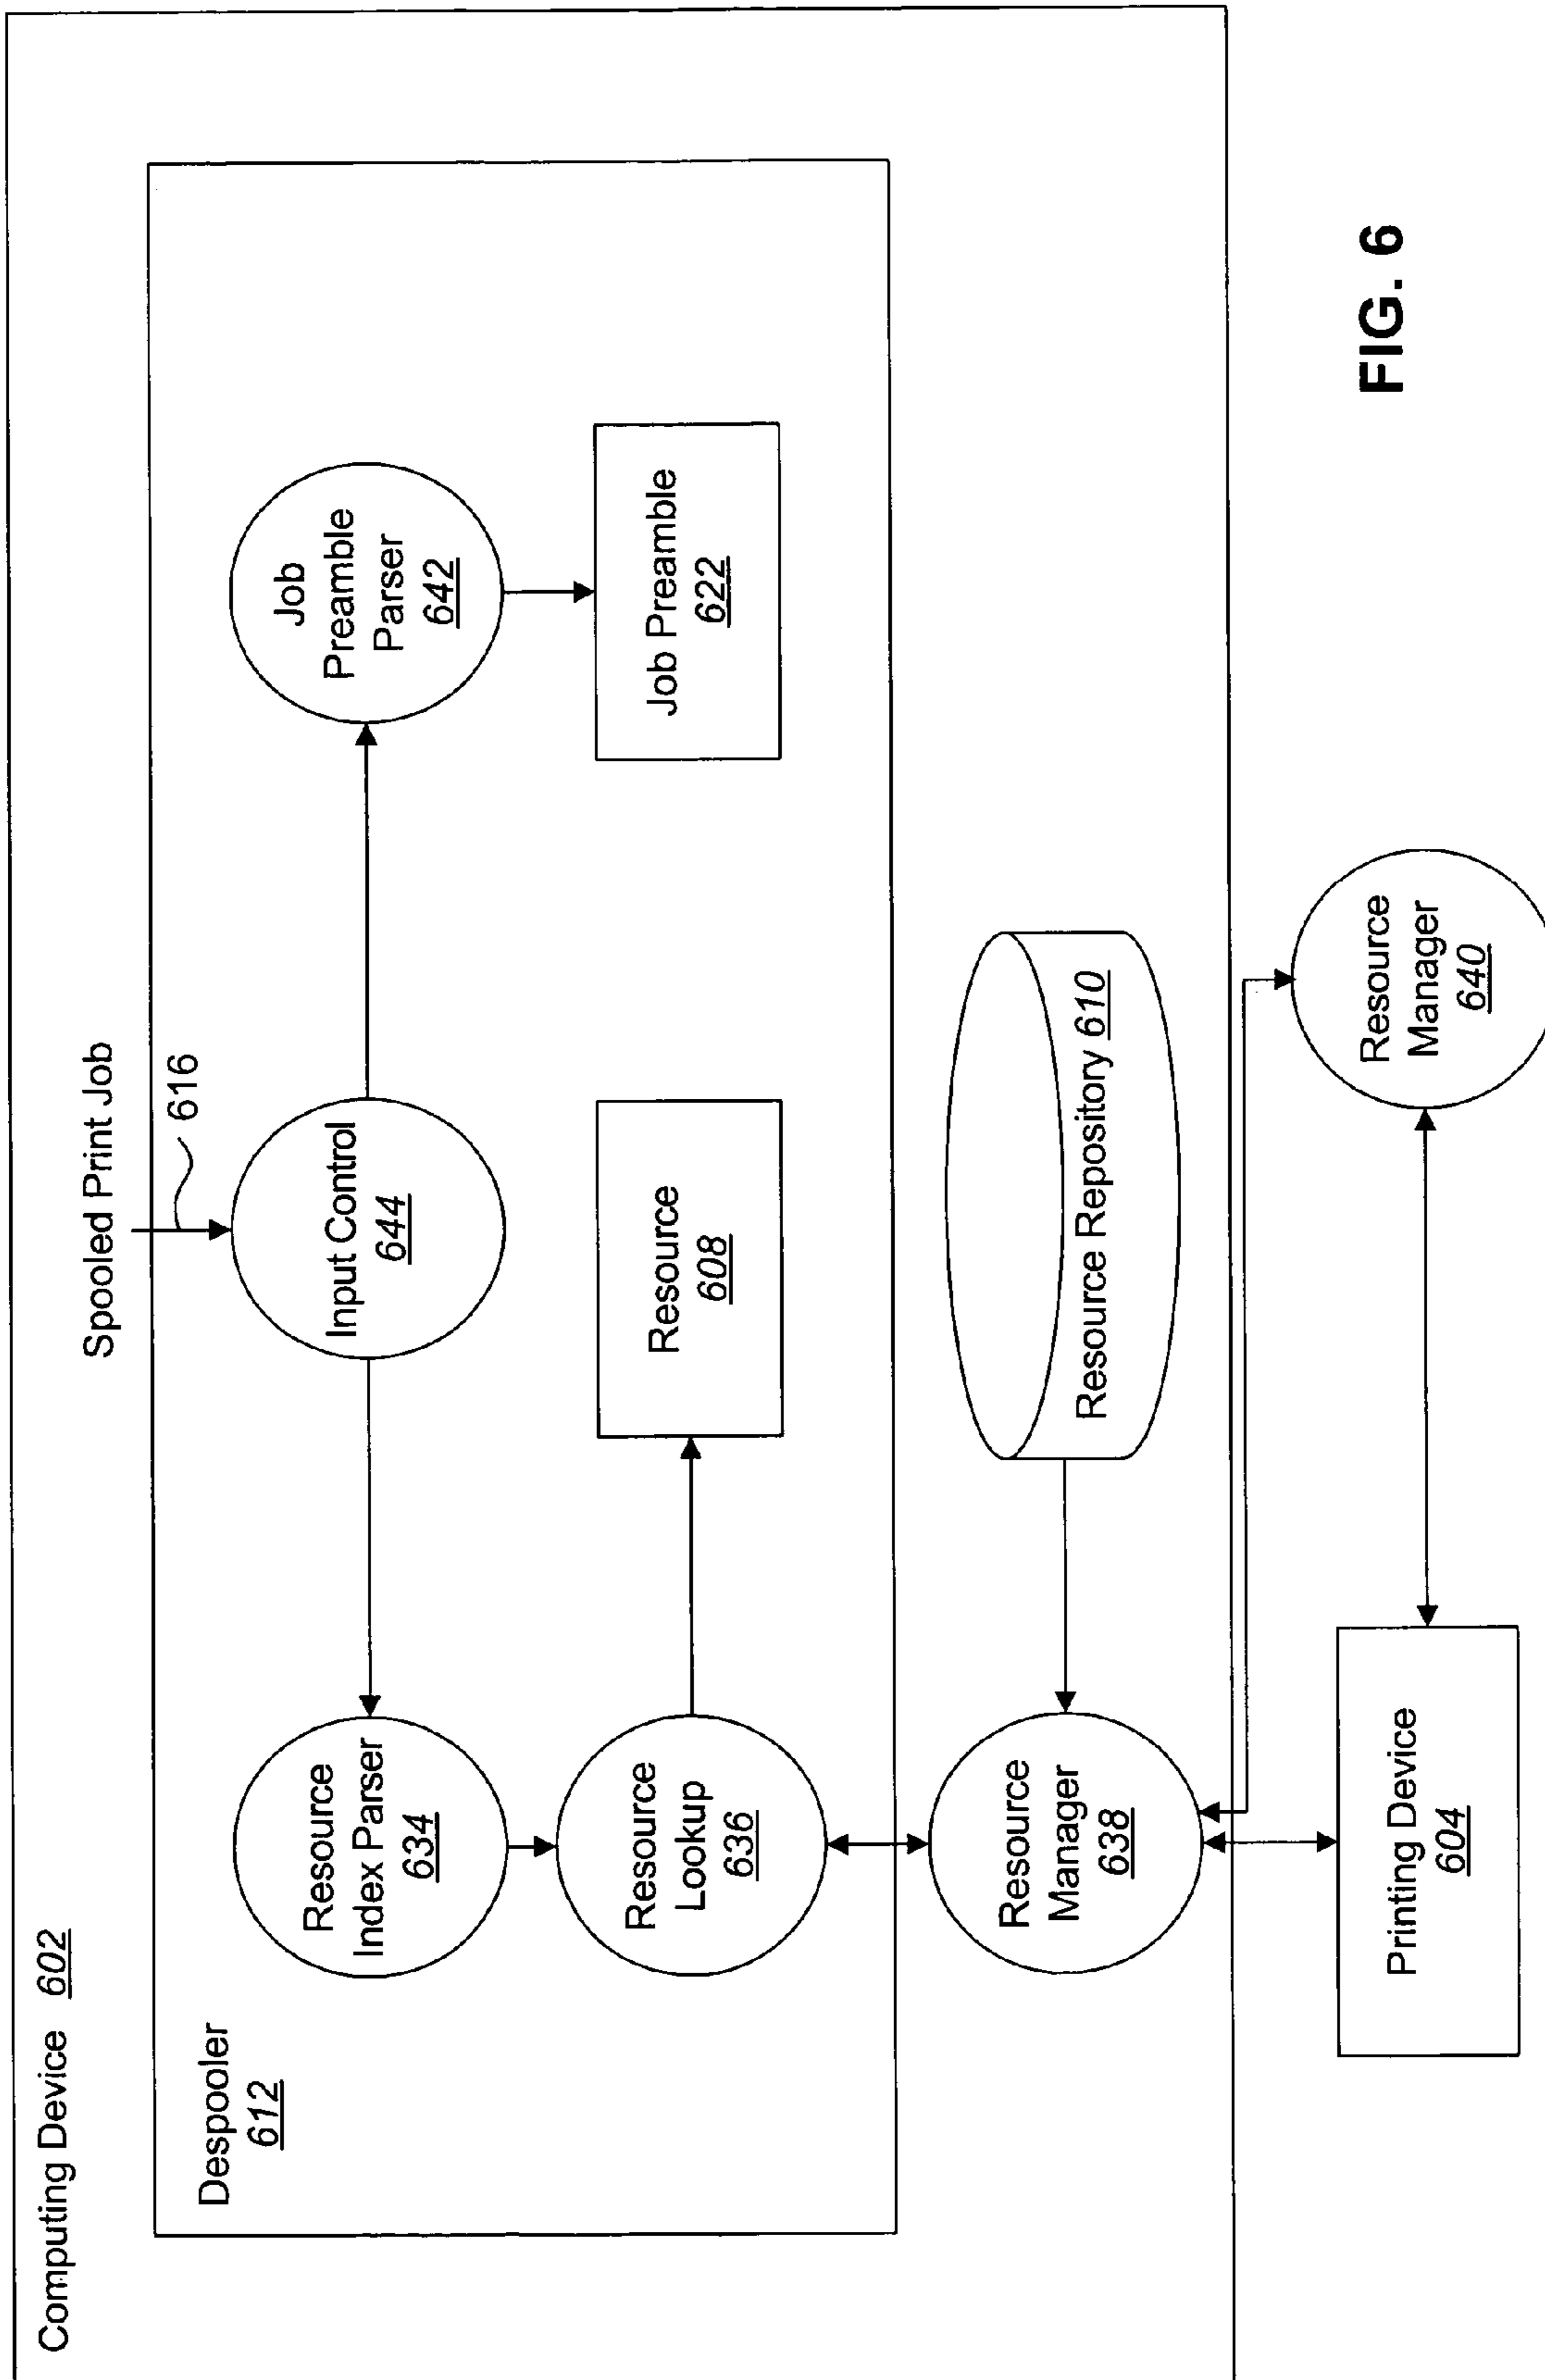 Computing Device 602
Spooled Print Job
616
Despooler
612
Resource
Index Parser
634
Input Control
644
Job
Preamble
Parser
642
Resource
Lookup
636
Resource
608
Job Preamble
622
Resource
Manager
638
Resource Repository 610
Printing Device
604
Resource
Manager
640
FIG. 6